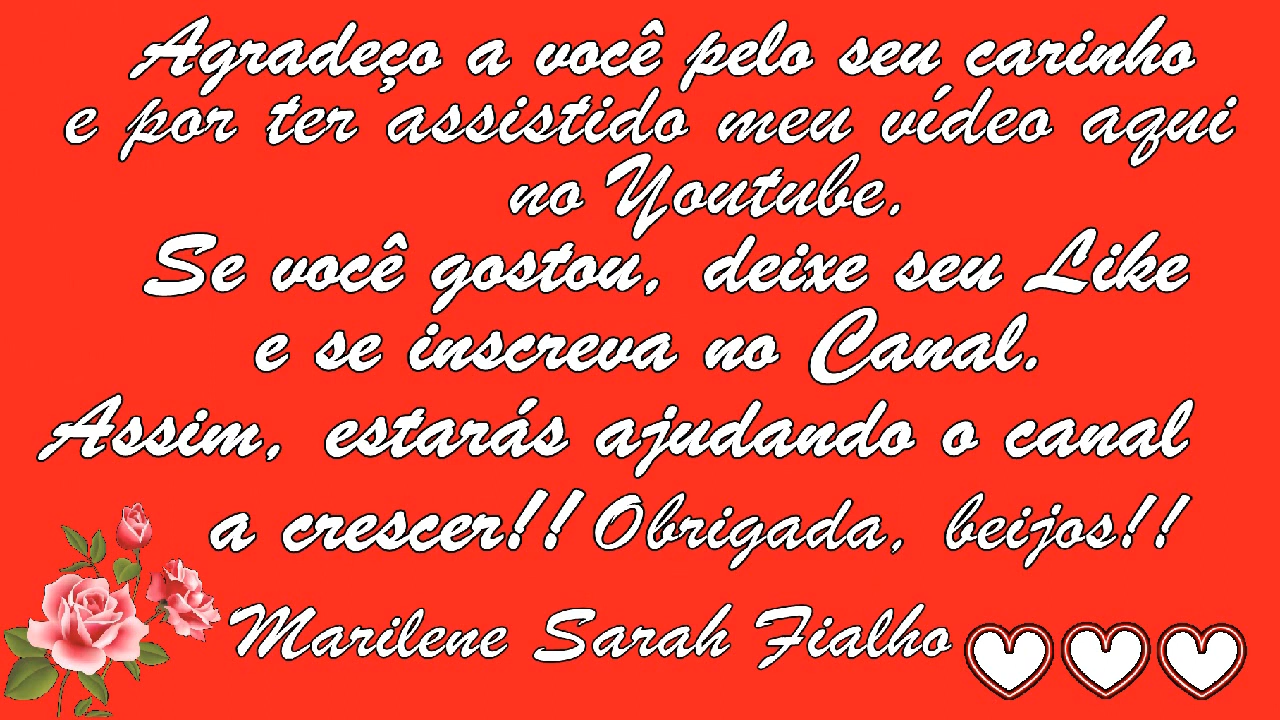 Agradeço a você pelo seu carinho
e por ter assistido meu vídeo aqui
no Youtube.
Se você gostou, deixe seu Like
e se inscreva no Canal.
Assim, estarás ajudando o canal
a crescer!! Obrigada, beijos!!
Marilene Sarah Fialho